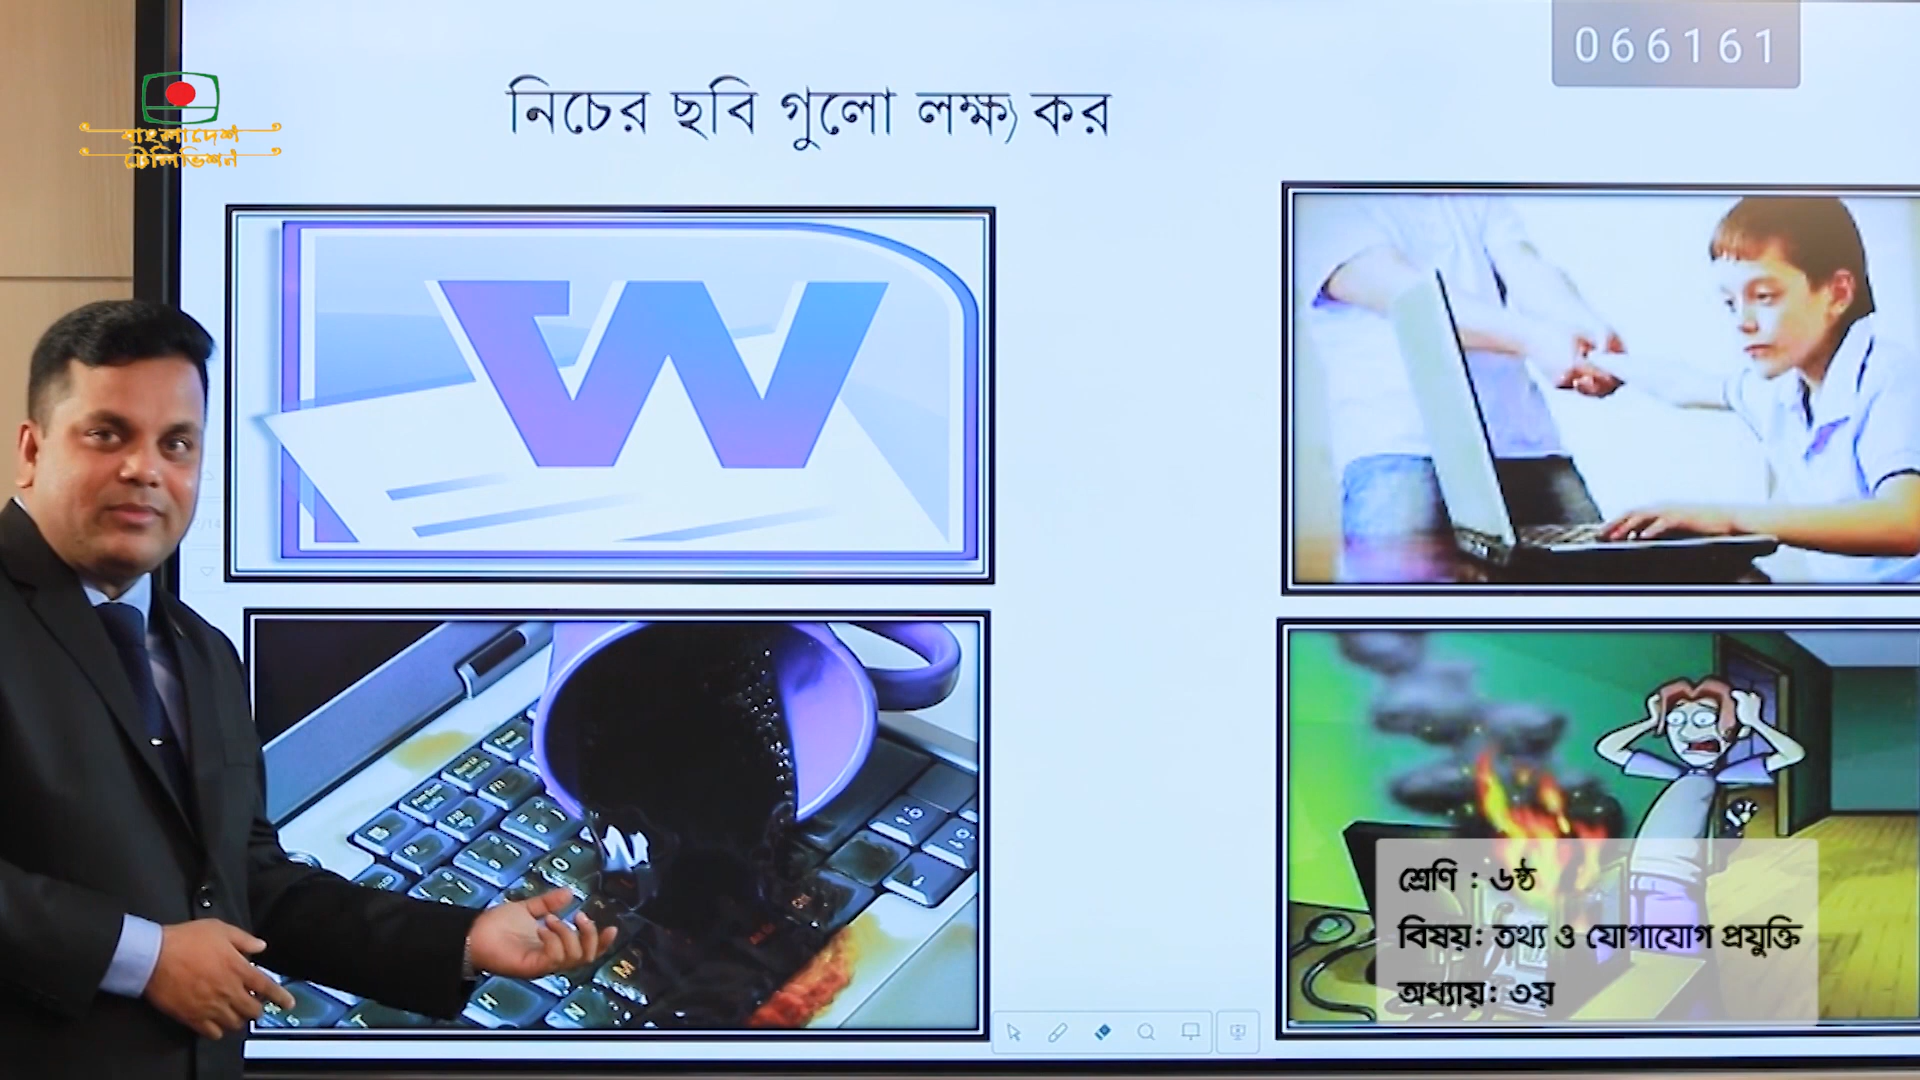 066161
নিচের ছবি গুলো লক্ষ্য কর
বাংলাদেশ
টেলিভিশন
W
শ্রেণি : ৬ষ্ঠ
বিষয়: তথ্য ও যোগাযোগ প্রযুক্তি
অধ্যায়: ৩য়